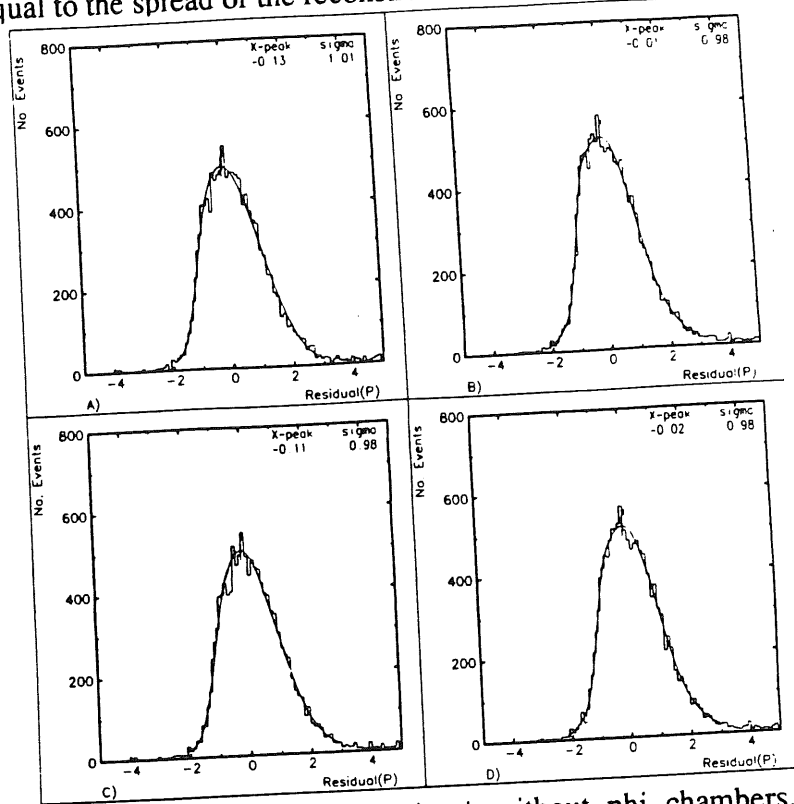 qual to the spread of the
800
600
400
200
0
No Events
X-peak sigma
-0 13 1 01
-4 -2 0 2 4
Residual(P)
A)
800
600
400
200
0
No Events
X-peak sigma
-0 01 0 98
-4 -2 0 2 4
Residual(P)
B)
800
600
400
200
0
No. Events
X-peak sigma
-0 11 0.98
-4 -2 0 2 4
Residual(P)
C)
800
600
400
200
0
No. Events
X-peak sigma
-0 02 0 98
-4 -2 0 2 4
Residual(P)
D)
without phi chambers.